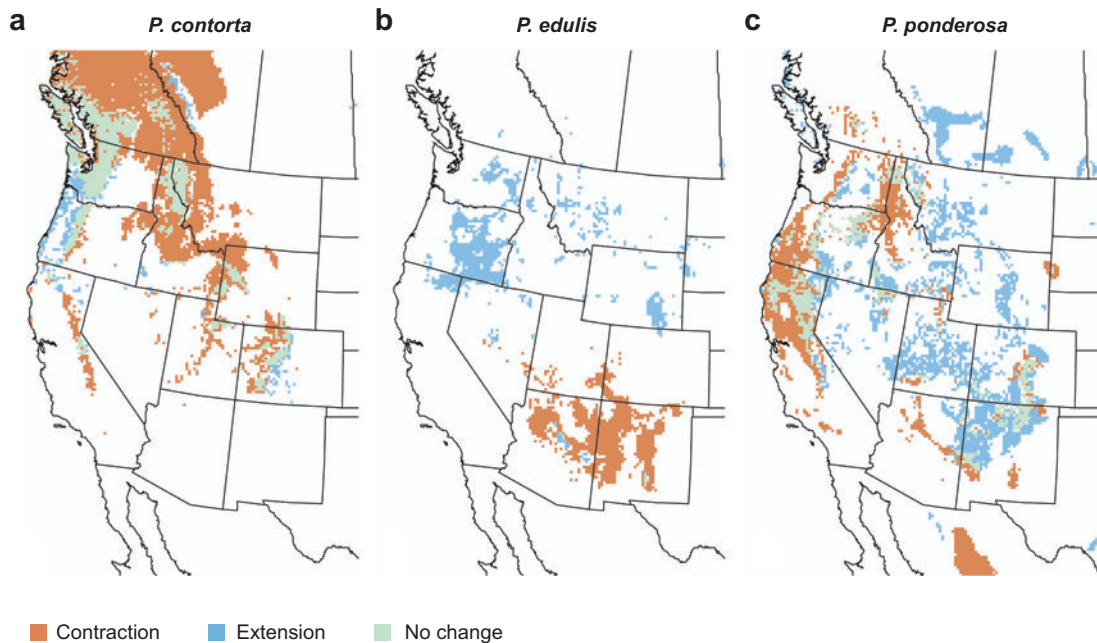 a P. contorta b P. edulis c P. ponderosa
Contraction Extension No change